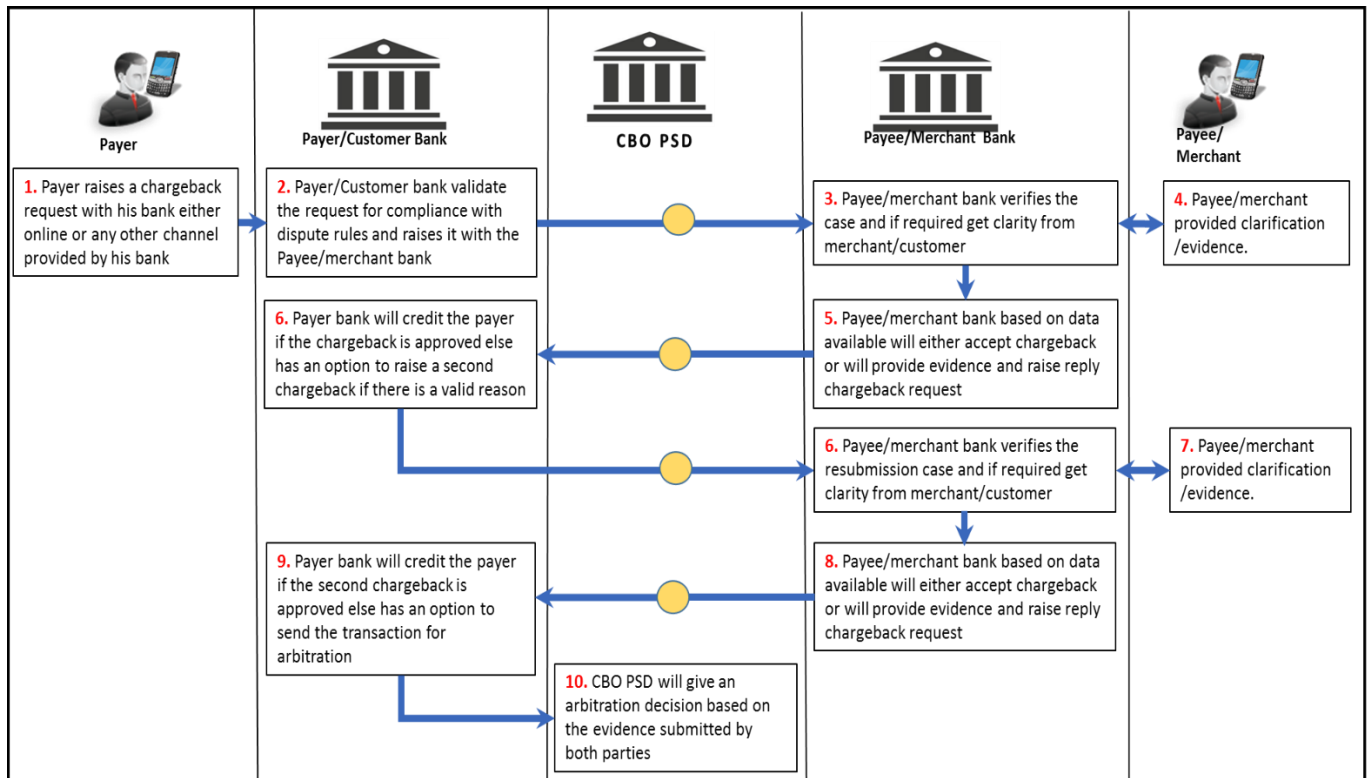 Payer
Payer/Customer Bank
CBO PSD
Payee/Merchant Bank
Payee/
Merchant
1. Payer raises a chargeback
request with his bank either
online or any other channel
provided by his bank
2. Payer/Customer bank validate
the request for compliance with
dispute rules and raises it with the
Payee/merchant bank
3. Payee/merchant bank verifies the
case and if required get clarity from
merchant/customer
4. Payee/merchant
provided clarification
/evidence.
6. Payer bank will credit the payer
if the chargeback is approved else
has an option to raise a second
chargeback if there is a valid reason
5. Payee/merchant bank based on data
available will either accept chargeback
or will provide evidence and raise reply
chargeback request
6. Payee/merchant bank verifies the
resubmission case and if required get
clarity from merchant/customer
7. Payee/merchant
provided clarification
/evidence.
9. Payer bank will credit the payer
if the second chargeback is
approved else has an option to
send the transaction for
arbitration
8. Payee/merchant bank based on data
available will either accept chargeback
or will provide evidence and raise reply
chargeback request
10. CBO PSD will give an
arbitration decision based on
the evidence submitted by
both parties